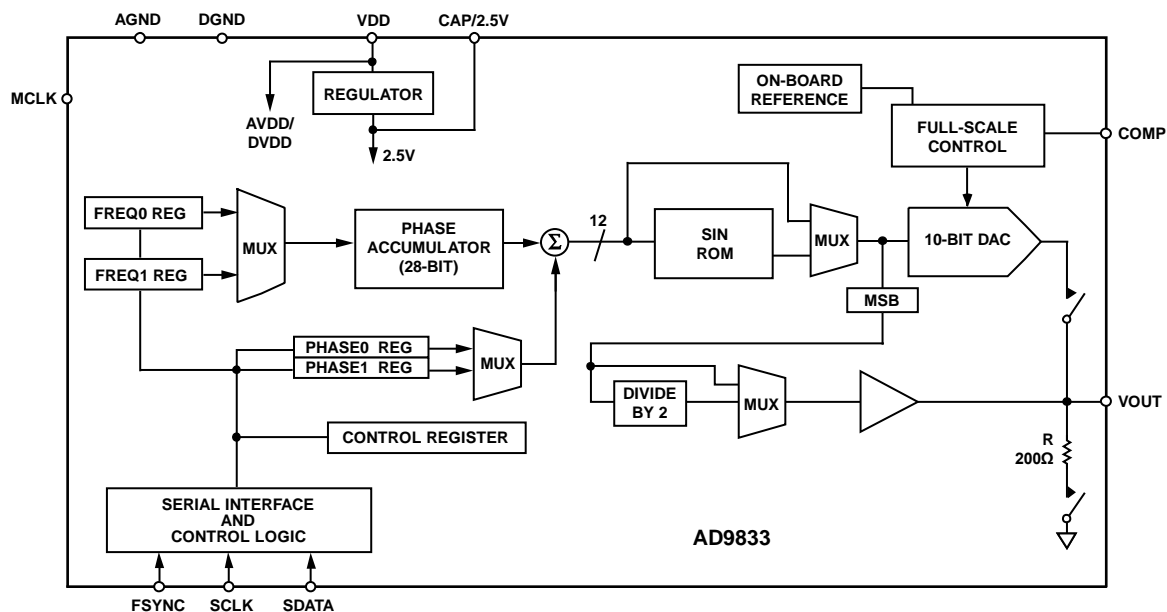 AGND
DGND
VDD
CAP/2.5V
MCLK
REGULATOR
AVDD/
DVDD
2.5V
ON-BOARD
REFERENCE
FULL-SCALE
CONTROL
COMP
FREQ0 REG
FREQ1 REG
MUX
PHASE
ACCUMULATOR
(28-BIT)
Σ
12
SIN
ROM
MUX
10-BIT DAC
MSB
PHASE0 REG
PHASE1 REG
MUX
DIVIDE
BY 2
MUX
VOUT
CONTROL REGISTER
R
200Ω
SERIAL INTERFACE
AND
CONTROL LOGIC
AD9833
FSYNC
SCLK
SDATA